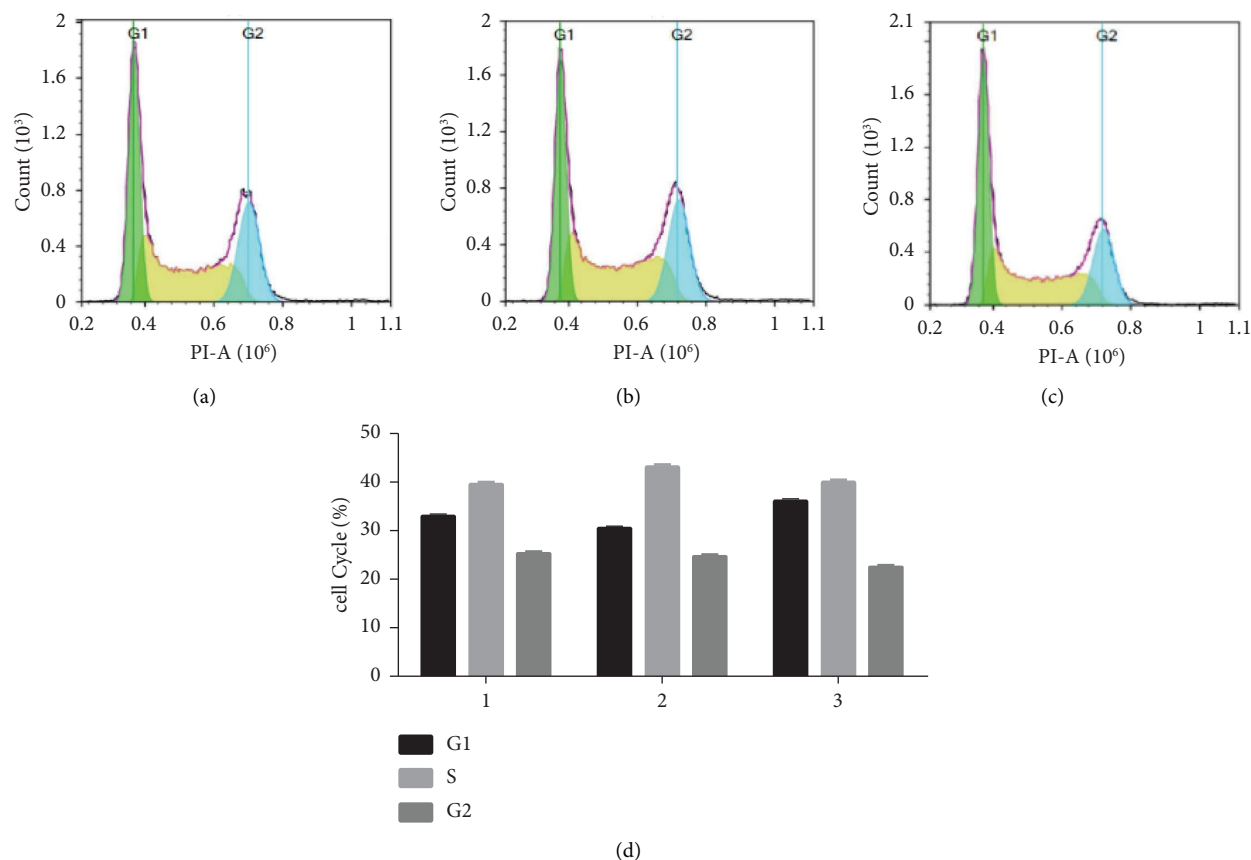 G1 G2
2
1.6
1.2
0.8
0.4
0
Count (10³)
0.2 0.4 0.6 0.8 1 1.1
PI-A (10⁶)
(a)
G1 G2
2
1.6
1.2
0.8
0.4
0
Count (10³)
0.2 0.4 0.6 0.8 1 1.1
PI-A (10⁶)
(b)
G1 G2
2.1
1.6
1.2
0.8
0.4
0
Count (10³)
0.2 0.4 0.6 0.8 1 1.1
PI-A (10⁶)
(c)
50
40
30
20
10
0
cell Cycle (%)
1 2 3
G1
S
G2
(d)